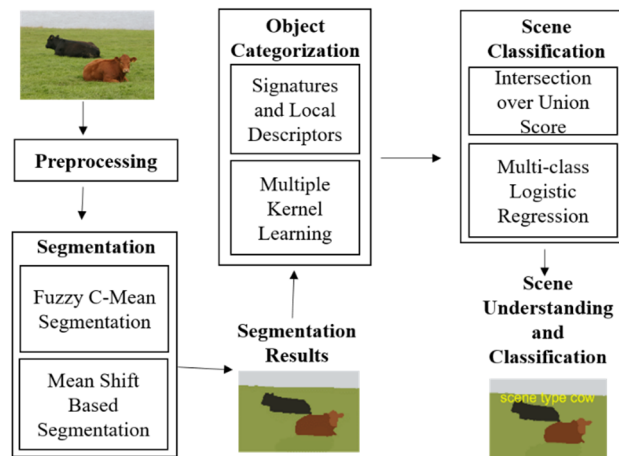 Preprocessing
Segmentation
Fuzzy C-Mean
Segmentation
Mean Shift
Based
Segmentation
Segmentation
Results
Object
Categorization
Signatures
and Local
Descriptors
Multiple
Kernel
Learning
Scene
Classification
Intersection
over Union
Score
Multi-class
Logistic
Regression
Scene
Understanding
and
Classification
scene type cow